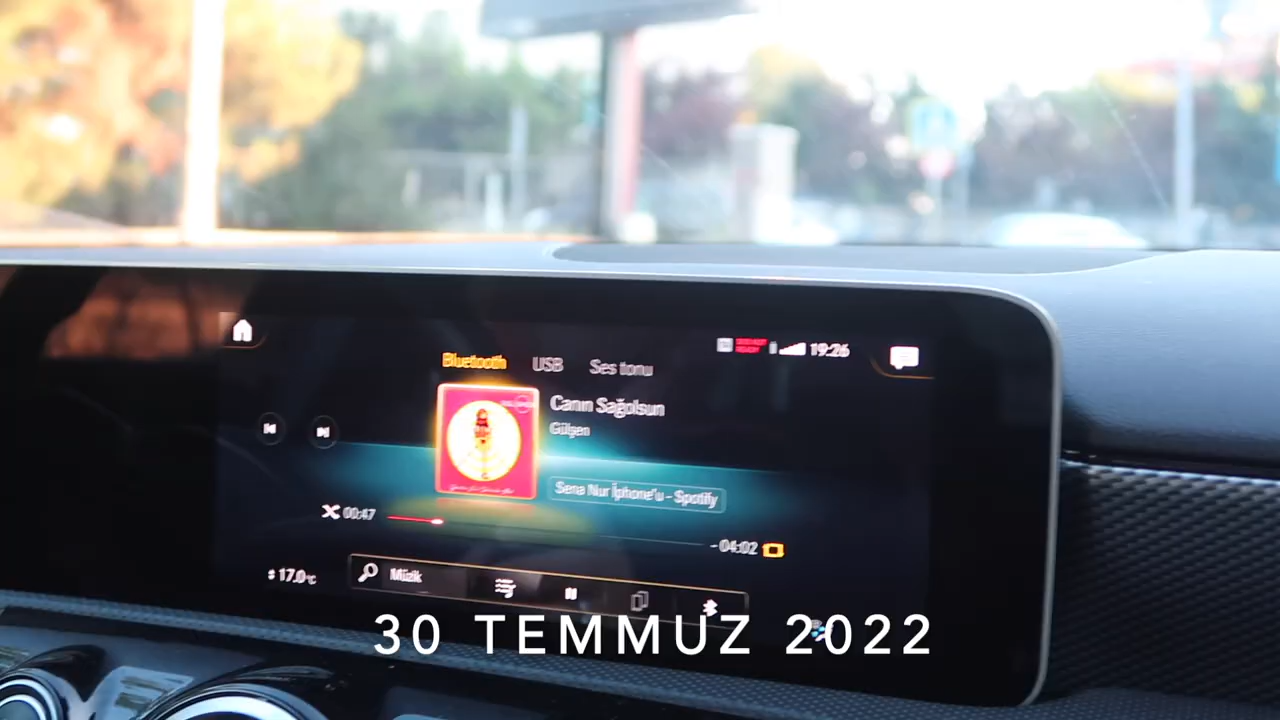 Bluetooth USB Ses tonu
19:26
Canın Sağolsun
Gülşen
Sena Nur İphone'u - Spotify
00:47
-04:02
17.0°C
Müzik
30 TEMMUZ 2022